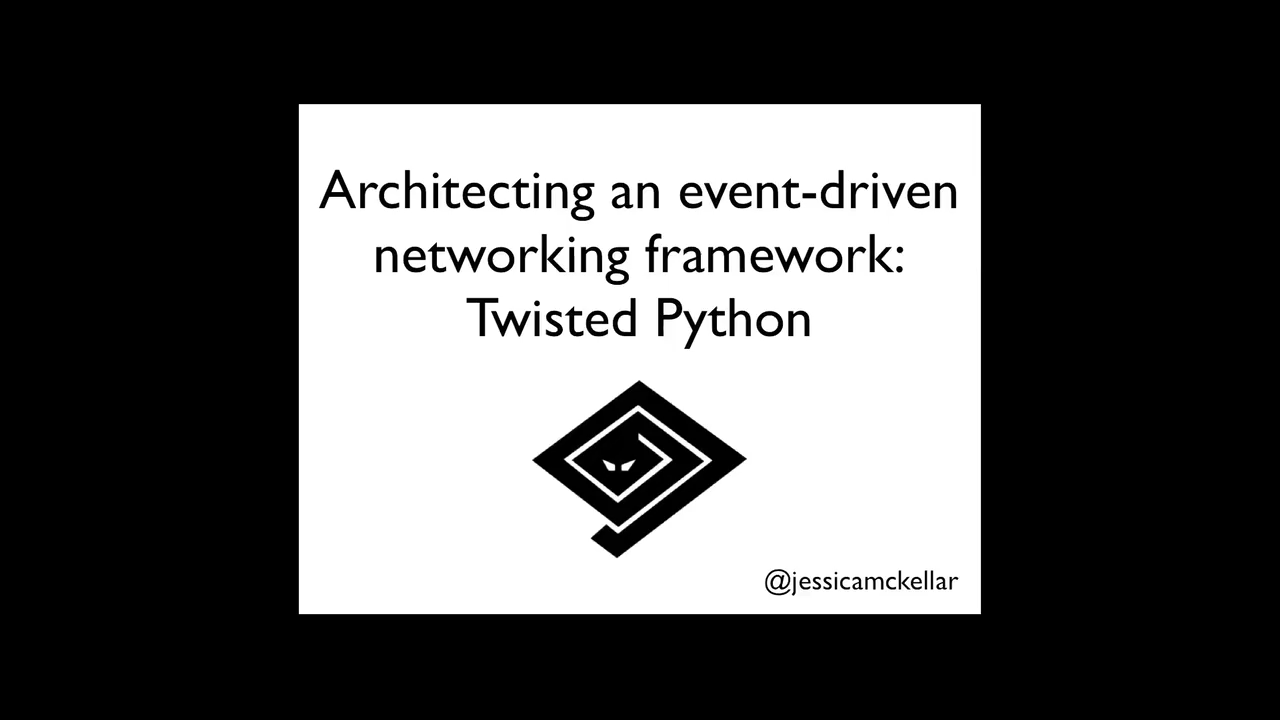 Architecting an event-driven
networking framework:
Twisted Python
@jessicamckellar